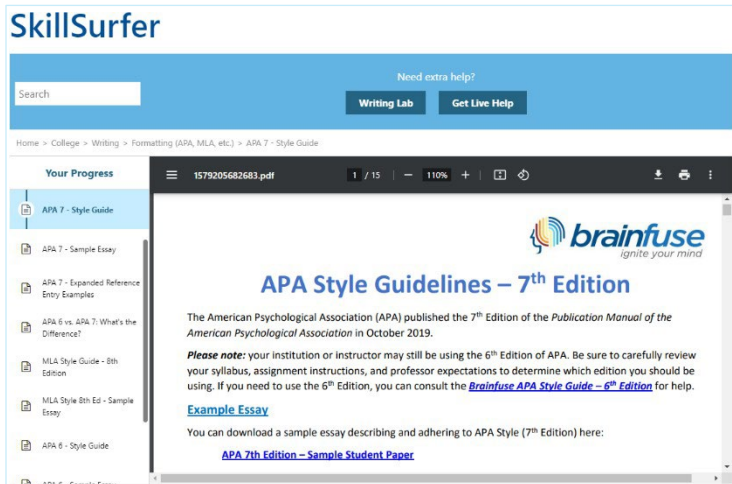 SkillSurfer
Need extra help?
Search
Writing Lab
Get Live Help
Home > College > Writing > Formatting (APA, MLA, etc.) > APA 7 - Style Guide
Your Progress
APA 7 - Style Guide
APA 7 - Sample Essay
APA 7 - Expanded Reference
Entry Examples
APA 6 vs. APA 7: What's the
Difference?
MLA Style Guide - 8th
Edition
MLA Style 8th Ed - Sample
Essay
APA 6 - Style Guide
APA 6 - Sample Essay
1579205682683.pdf
1 / 15
110%
brainfuse
ignite your mind
APA Style Guidelines – 7th Edition
The American Psychological Association (APA) published the 7th Edition of the Publication Manual of the
American Psychological Association in October 2019.
Please note: your institution or instructor may still be using the 6th Edition of APA. Be sure to carefully review
your syllabus, assignment instructions, and professor expectations to determine which edition you should be
using. If you need to use the 6th Edition, you can consult the Brainfuse APA Style Guide – 6th Edition for help.
Example Essay
You can download a sample essay describing and adhering to APA Style (7th Edition) here:
APA 7th Edition – Sample Student Paper